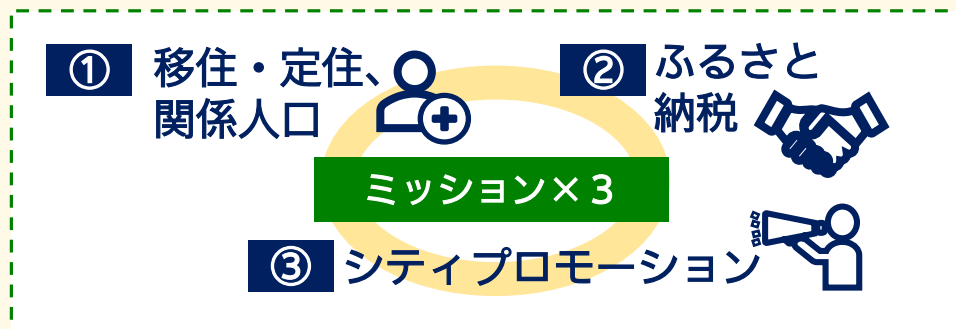 ① 移住・定住、
関係人口
② ふるさと
納税
ミッション×３
③ シティプロモーション